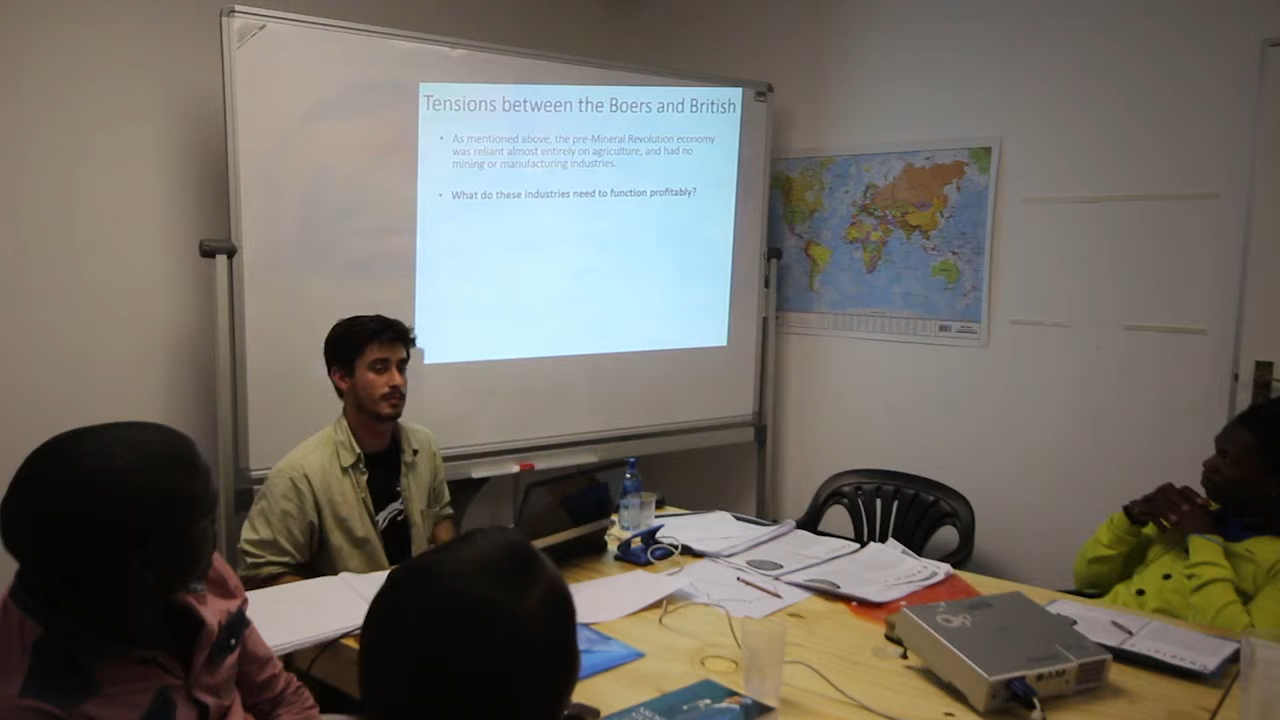 Tensions between the Boers and British
• As mentioned above, the pre-Mineral Revolution economy
was reliant almost entirely on agriculture, and had no
mining or manufacturing industries.
• What do these industries need to function profitably?